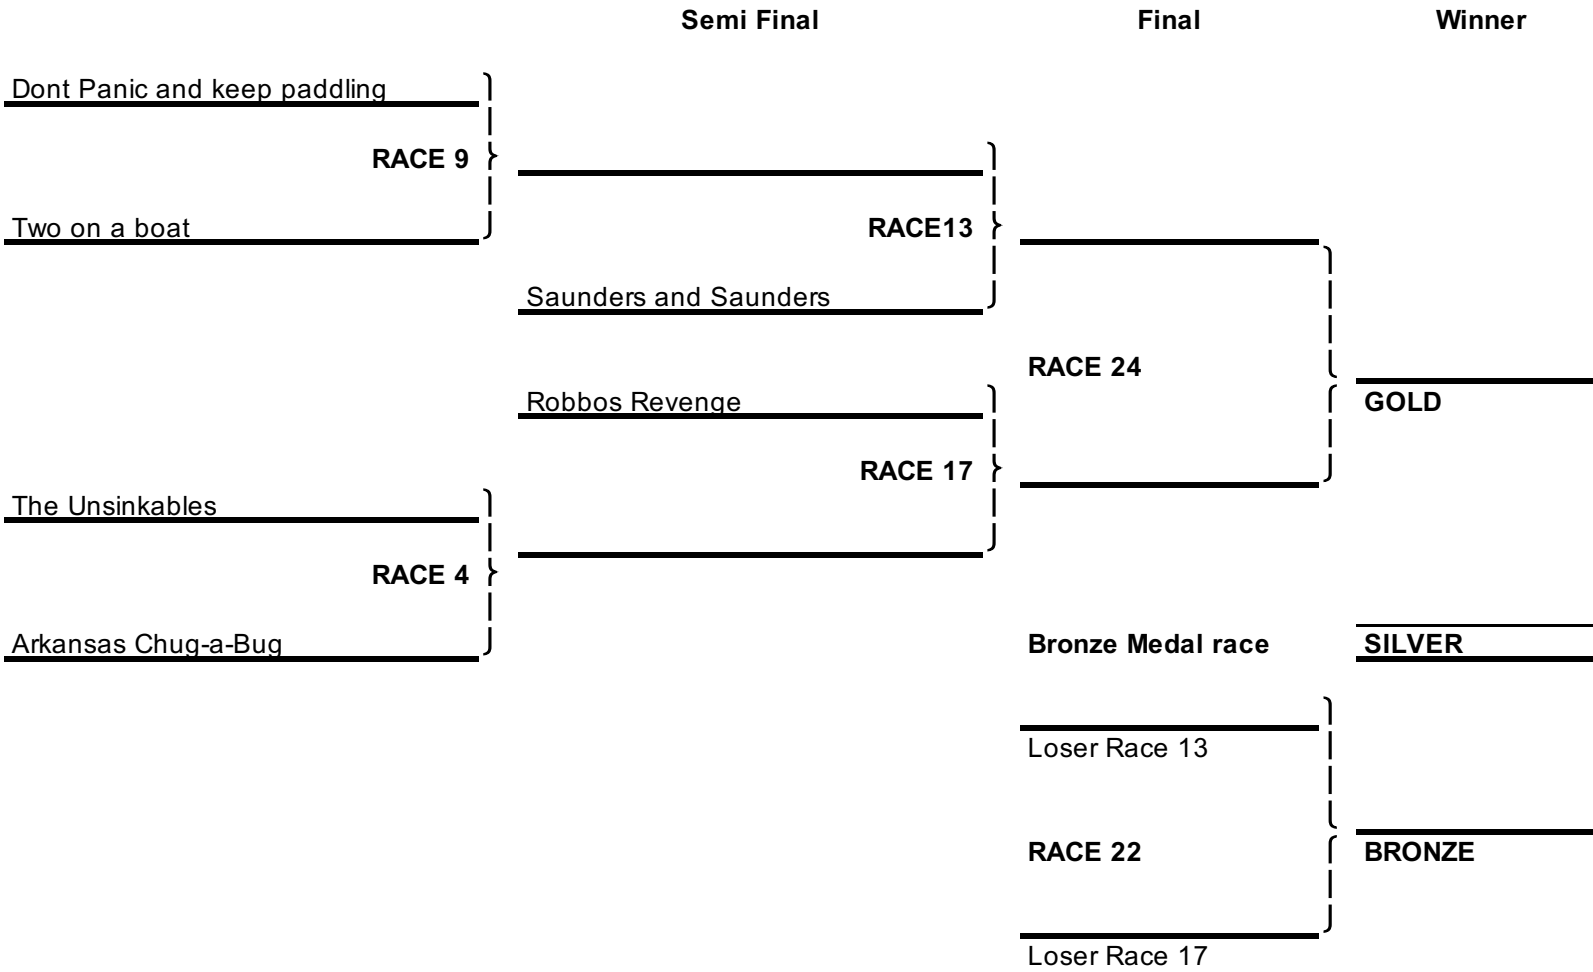 Semi Final Final Winner
Dont Panic and keep paddling
RACE 9
Two on a boat
RACE13
Saunders and Saunders
RACE 24
Robbos Revenge
GOLD
RACE 17
The Unsinkables
RACE 4
Arkansas Chug-a-Bug
Bronze Medal race
SILVER
Loser Race 13
RACE 22
BRONZE
Loser Race 17